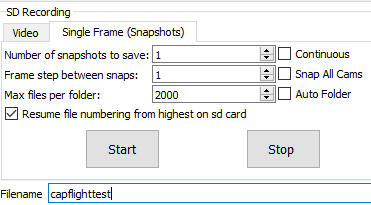 SD Recording
Video Single Frame (Snapshots)
Number of snapshots to save: 1 Continuous
Frame step between snaps: 1 Snap All Cams
Max files per folder: 2000 Auto Folder
Resume file numbering from highest on sd card
Start Stop
Filename capflighttest